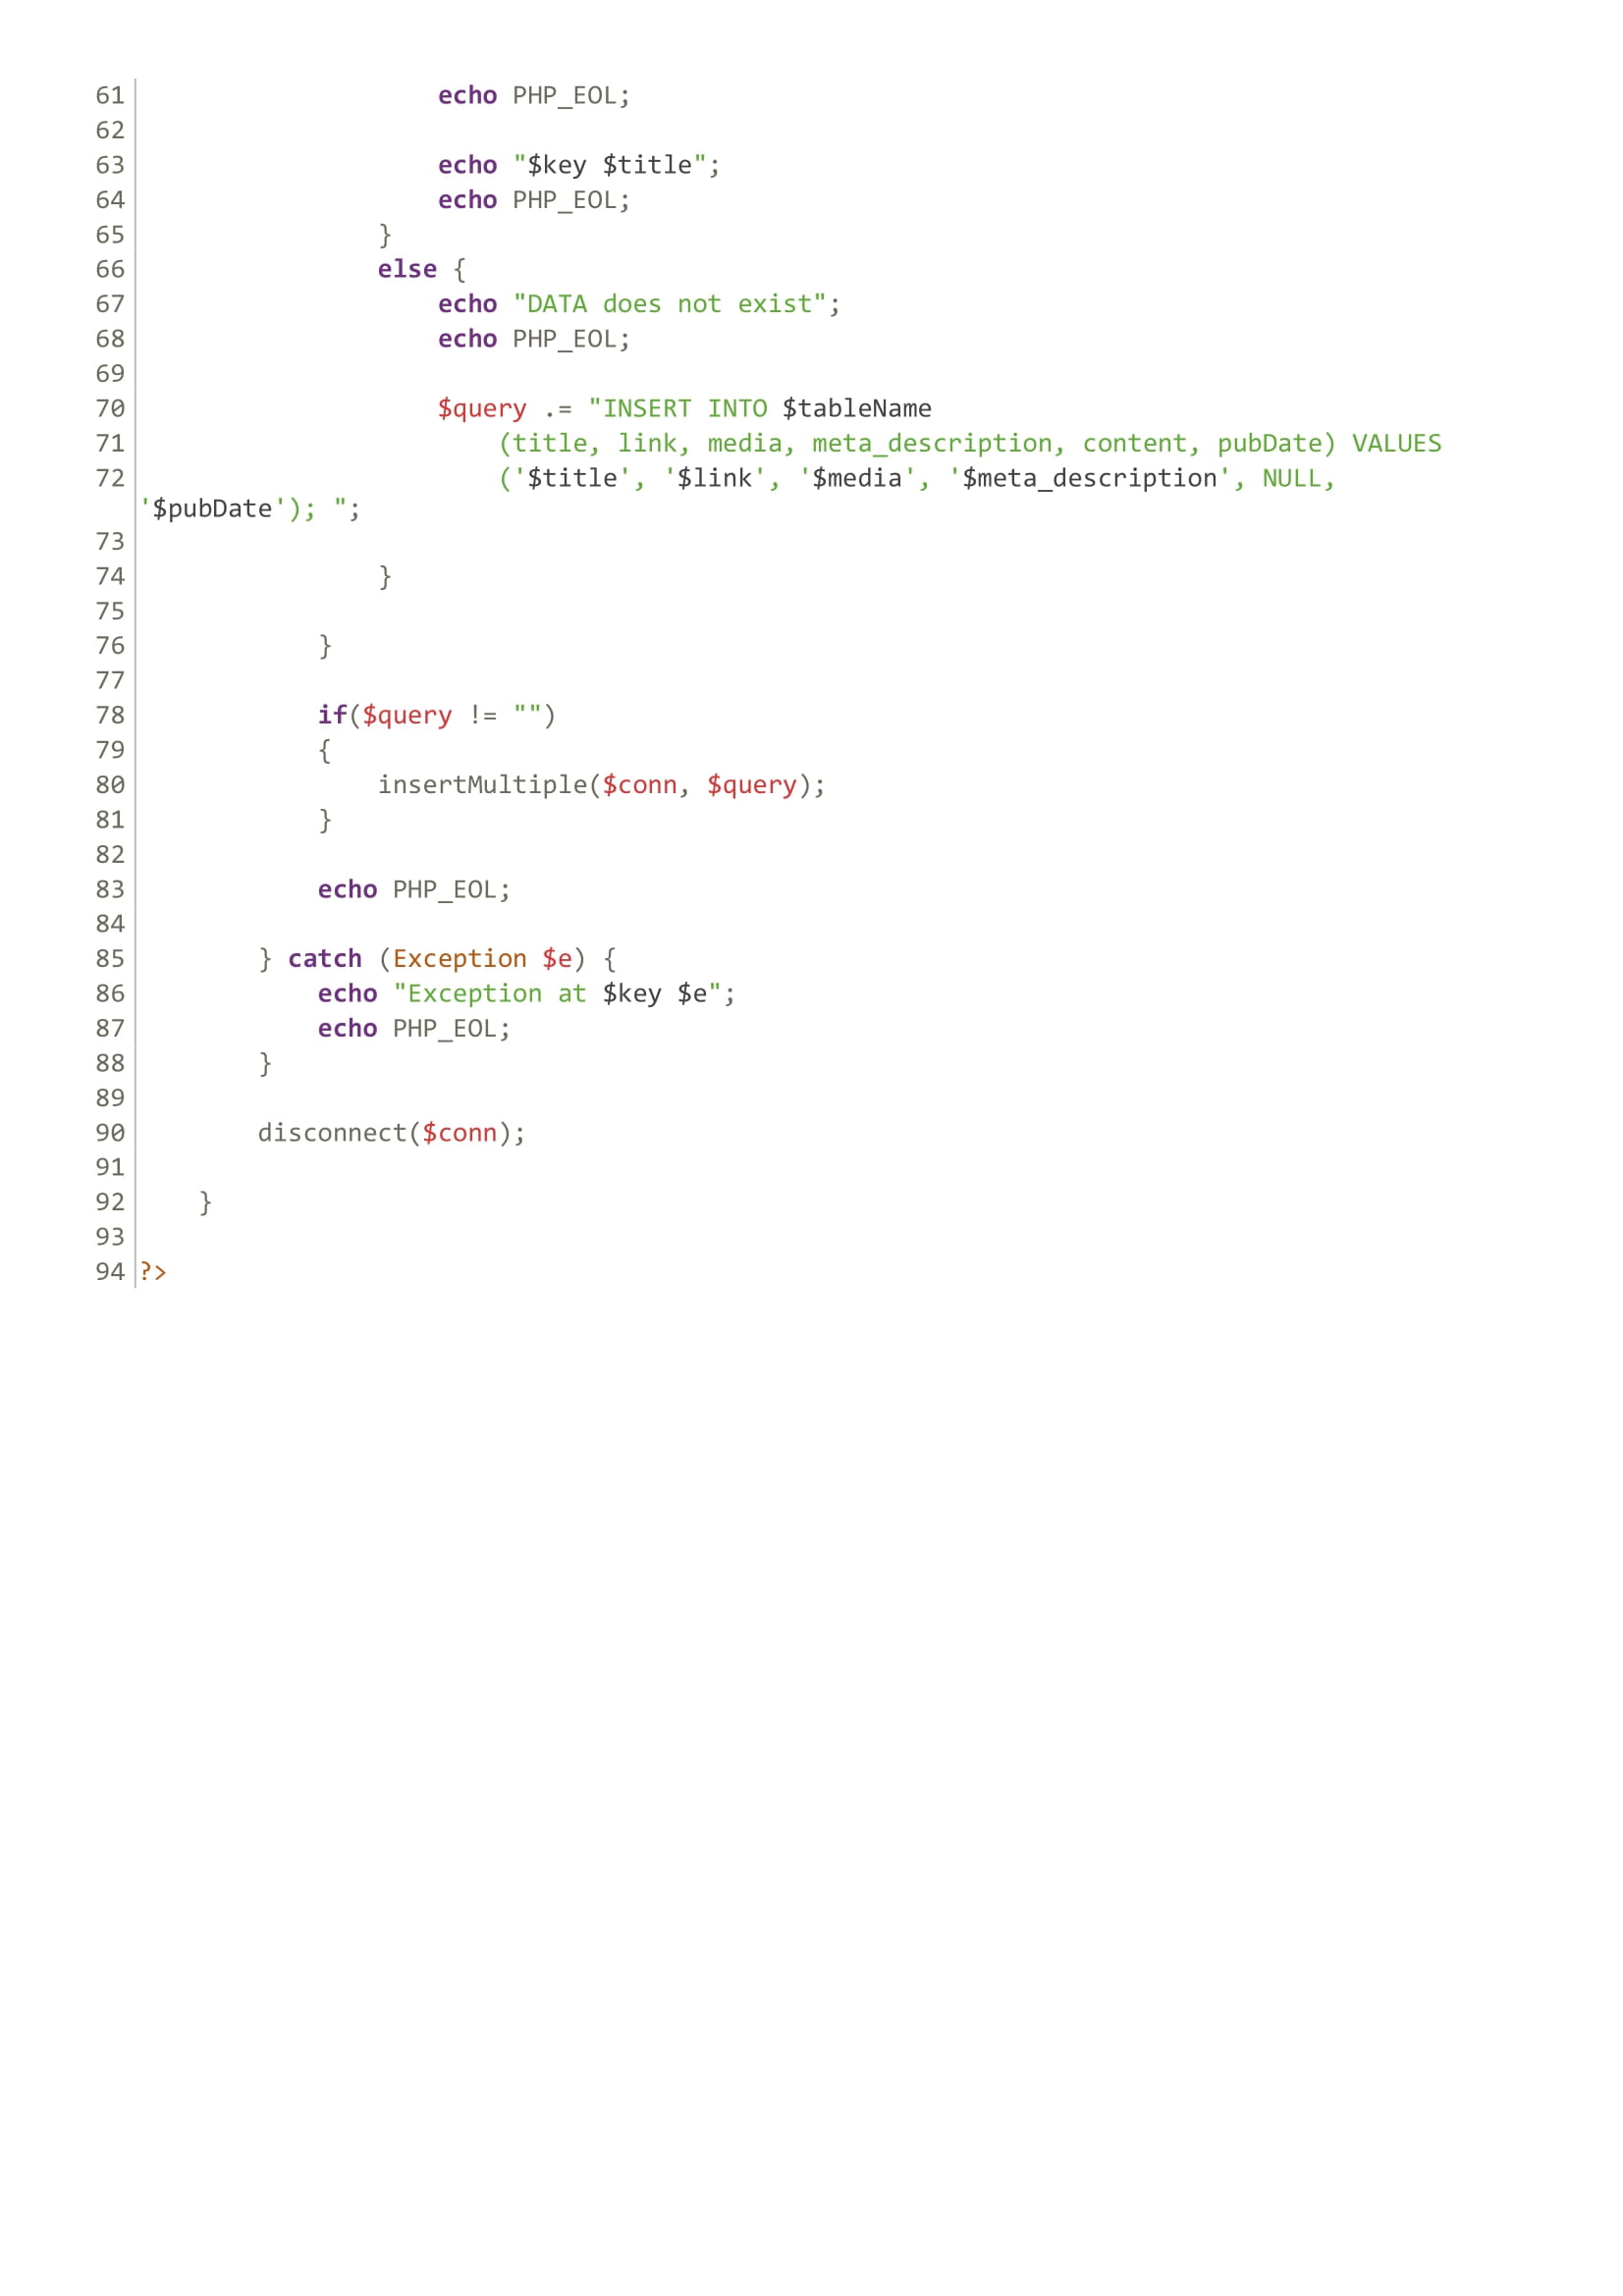 61 echo PHP_EOL;
62
63 echo "$key $title";
64 echo PHP_EOL;
65 }
66 else {
67 echo "DATA does not exist";
68 echo PHP_EOL;
69
70 $query .= "INSERT INTO $tableName
71 (title, link, media, meta_description, content, pubDate) VALUES
72 ('$title', '$link', '$media', '$meta_description', NULL,
'$pubDate'); ";
73
74 }
75
76 }
77
78 if($query != "")
79 {
80 insertMultiple($conn, $query);
81 }
82
83 echo PHP_EOL;
84
85 } catch (Exception $e) {
86 echo "Exception at $key $e";
87 echo PHP_EOL;
88 }
89
90 disconnect($conn);
91
92 }
93
94 ?>